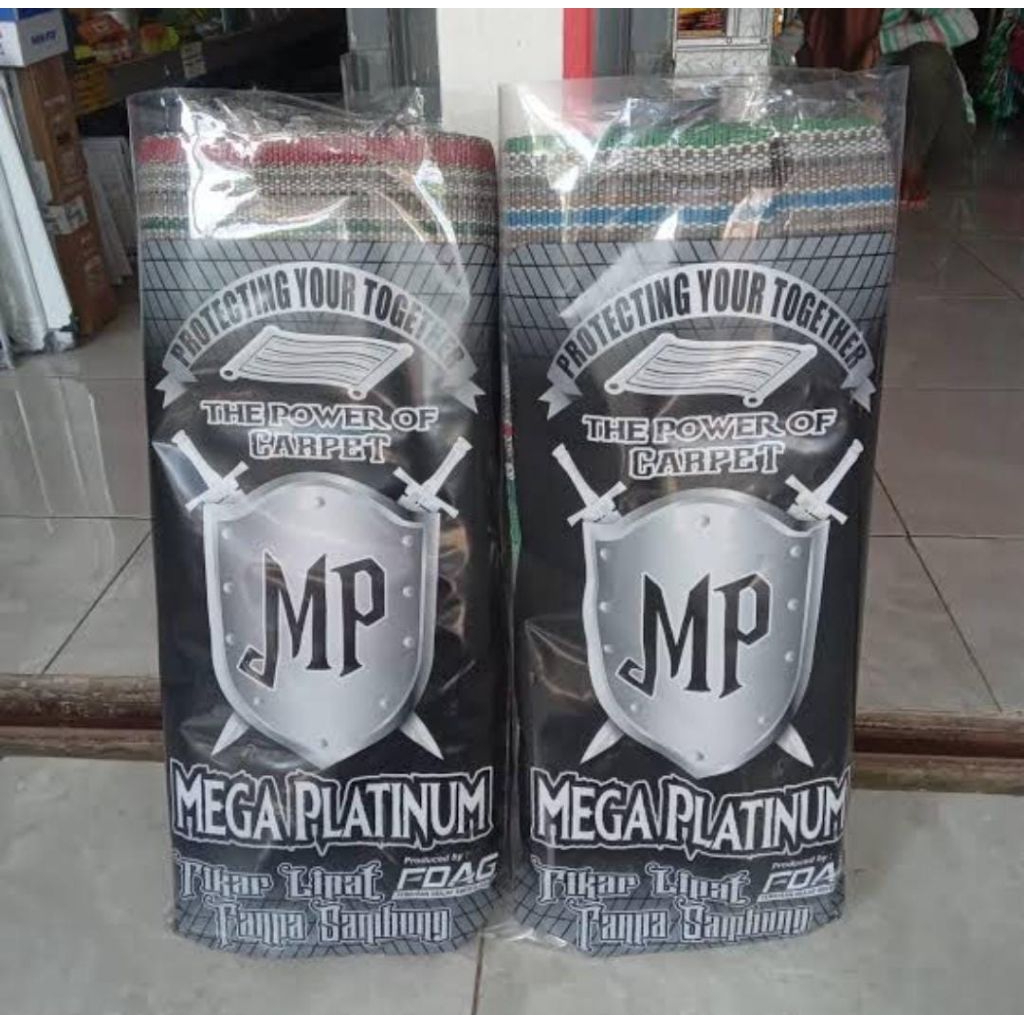 PROTECTING YOUR TOGETHER
THE POWER OF
CARPET
MP
MEGA PLATINUM
Produced by :
FDAG
Tikar Lipat
Tanpa Sambung
PROTECTING YOUR TOGETHER
THE POWER OF
CARPET
MP
MEGA PLATINUM
Produced by :
FDAG
Tikar Lipat
Tanpa Sambung